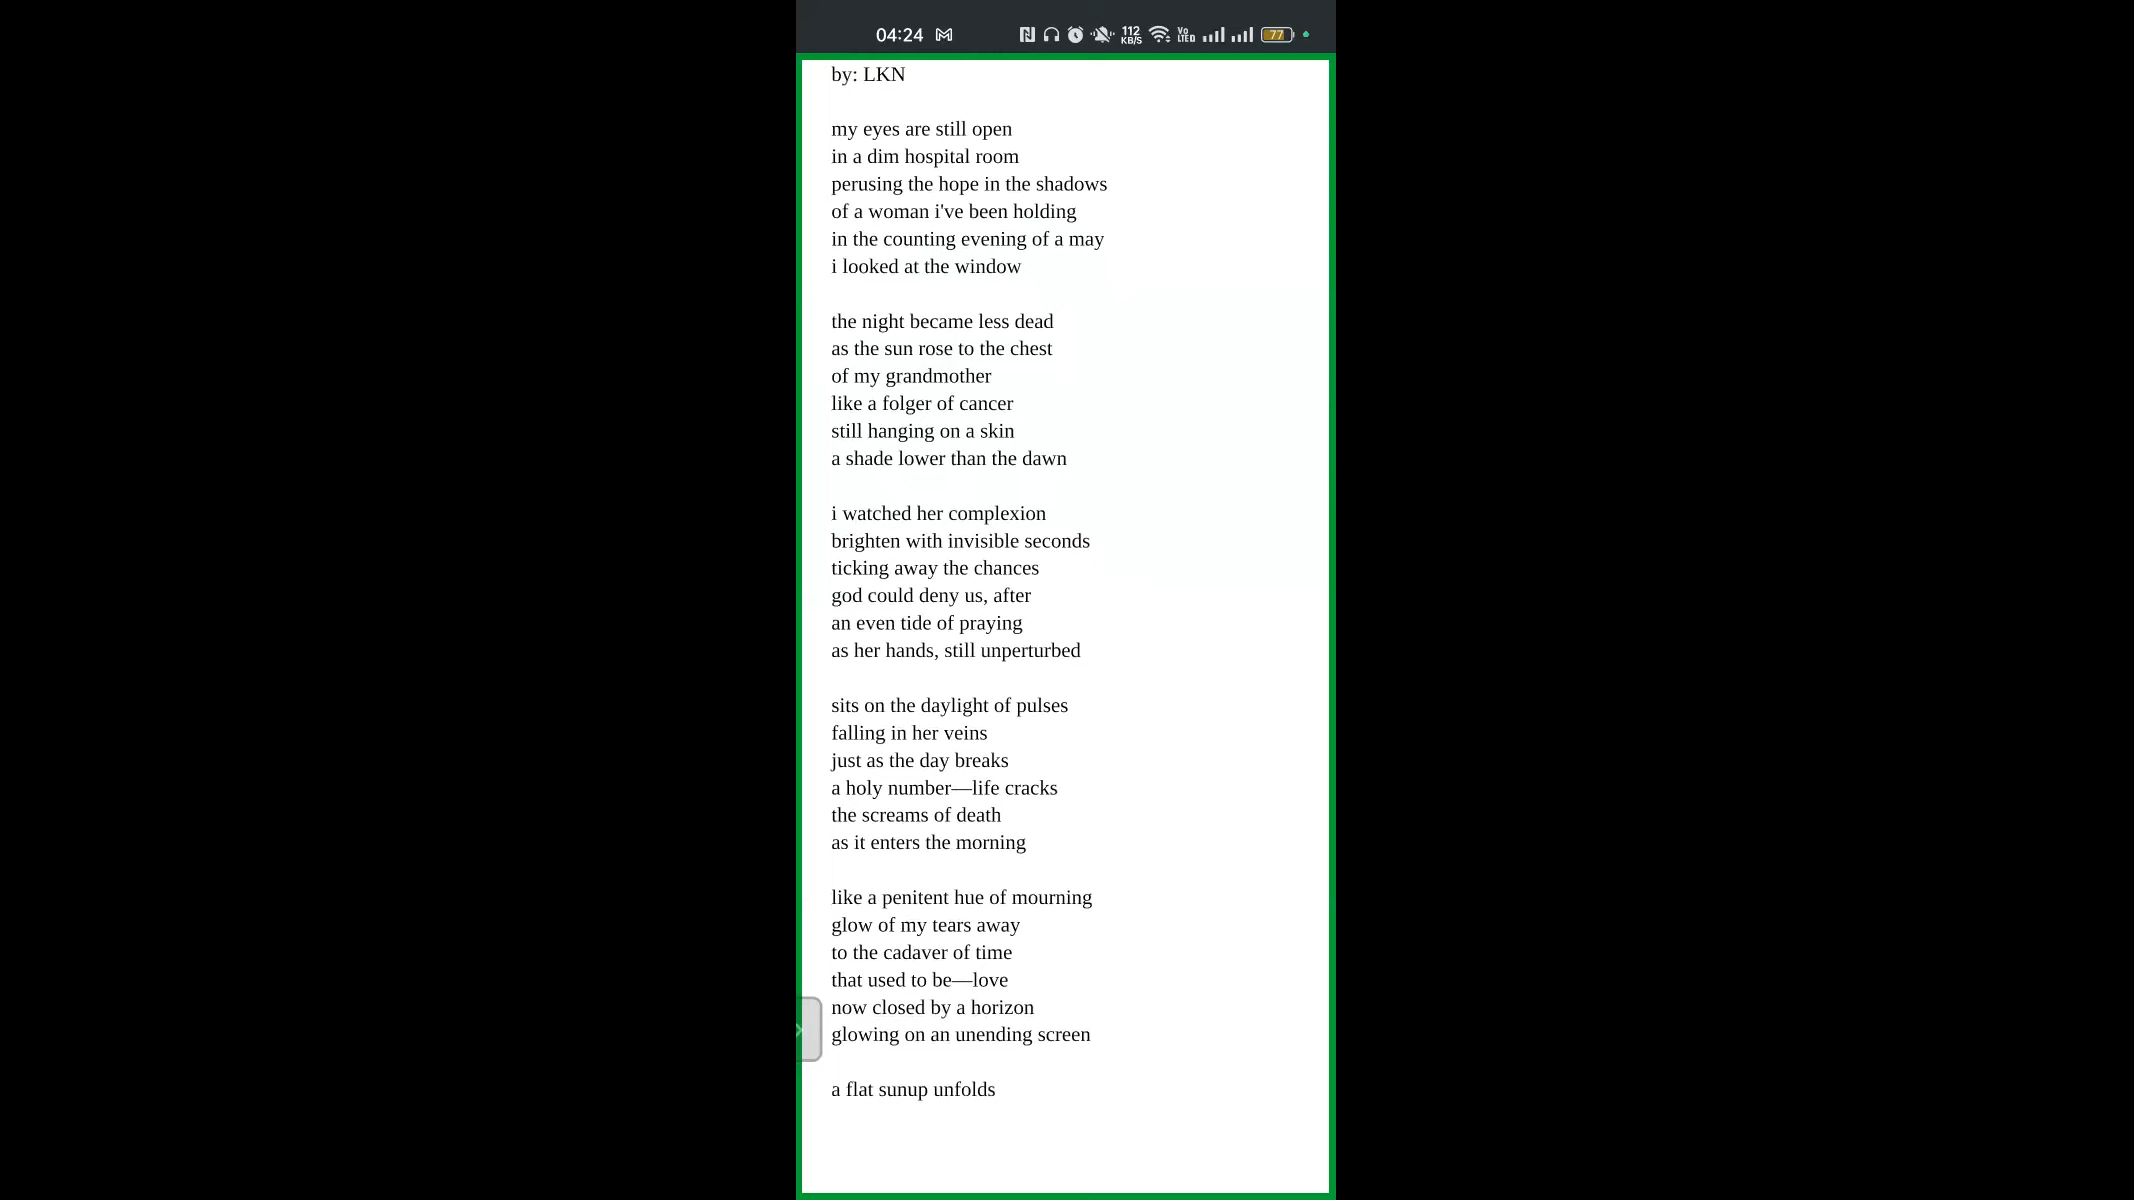 04:24
112
KB/S
Vo
LTE
77
by: LKN
my eyes are still open
in a dim hospital room
perusing the hope in the shadows
of a woman i've been holding
in the counting evening of a may
i looked at the window
the night became less dead
as the sun rose to the chest
of my grandmother
like a folger of cancer
still hanging on a skin
a shade lower than the dawn
i watched her complexion
brighten with invisible seconds
ticking away the chances
god could deny us, after
an even tide of praying
as her hands, still unperturbed
sits on the daylight of pulses
falling in her veins
just as the day breaks
a holy number—life cracks
the screams of death
as it enters the morning
like a penitent hue of mourning
glow of my tears away
to the cadaver of time
that used to be—love
now closed by a horizon
glowing on an unending screen
a flat sunup unfolds